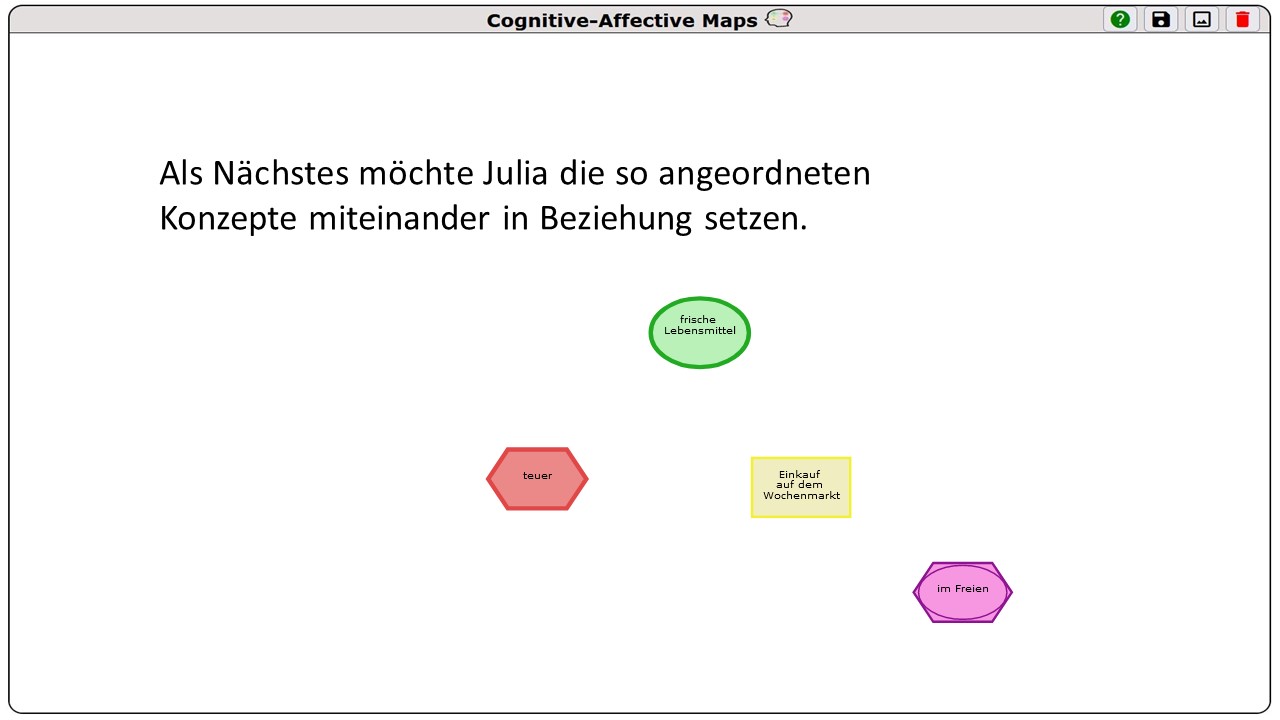 Cognitive-Affective Maps
Als Nächstes möchte Julia die so angeordneten
Konzepte miteinander in Beziehung setzen.
frische
Lebensmittel
teuer
Einkauf
auf dem
Wochenmarkt
im Freien